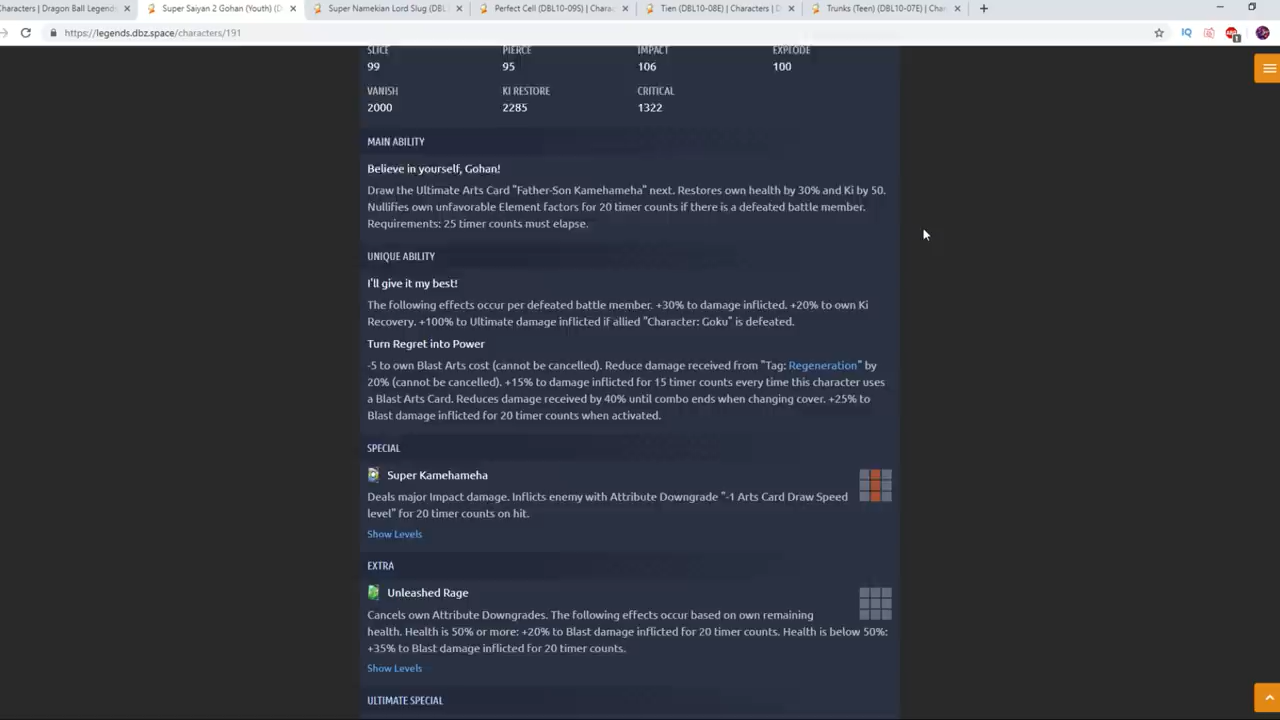 Characters | Dragon Ball Legends
Super Saiyan 2 Gohan (Youth) (D
Super Namekian Lord Slug (DBL
Perfect Cell (DBL10-09S) | Charac
Tien (DBL10-08E) | Characters | D
Trunks (Teen) (DBL10-07E) | Chara
https://legends.dbz.space/characters/191
SLICE PIERCE IMPACT EXPLODE
99 95 106 100
VANISH KI RESTORE CRITICAL
2000 2285 1322
MAIN ABILITY
Believe in yourself, Gohan!
Draw the Ultimate Arts Card "Father-Son Kamehameha" next. Restores own health by 30% and Ki by 50.
Nullifies own unfavorable Element factors for 20 timer counts if there is a defeated battle member.
Requirements: 25 timer counts must elapse.
UNIQUE ABILITY
I'll give it my best!
The following effects occur per defeated battle member. +30% to damage inflicted. +20% to own Ki
Recovery. +100% to Ultimate damage inflicted if allied "Character: Goku" is defeated.
Turn Regret into Power
-5 to own Blast Arts cost (cannot be cancelled). Reduce damage received from "Tag: Regeneration" by
20% (cannot be cancelled). +15% to damage inflicted for 15 timer counts every time this character uses
a Blast Arts Card. Reduces damage received by 40% until combo ends when changing cover. +25% to
Blast damage inflicted for 20 timer counts when activated.
SPECIAL
Super Kamehameha
Deals major Impact damage. Inflicts enemy with Attribute Downgrade "-1 Arts Card Draw Speed
level" for 20 timer counts on hit.
Show Levels
EXTRA
Unleashed Rage
Cancels own Attribute Downgrades. The following effects occur based on own remaining
health. Health is 50% or more: +20% to Blast damage inflicted for 20 timer counts. Health is below 50%:
+35% to Blast damage inflicted for 20 timer counts.
Show Levels
ULTIMATE SPECIAL